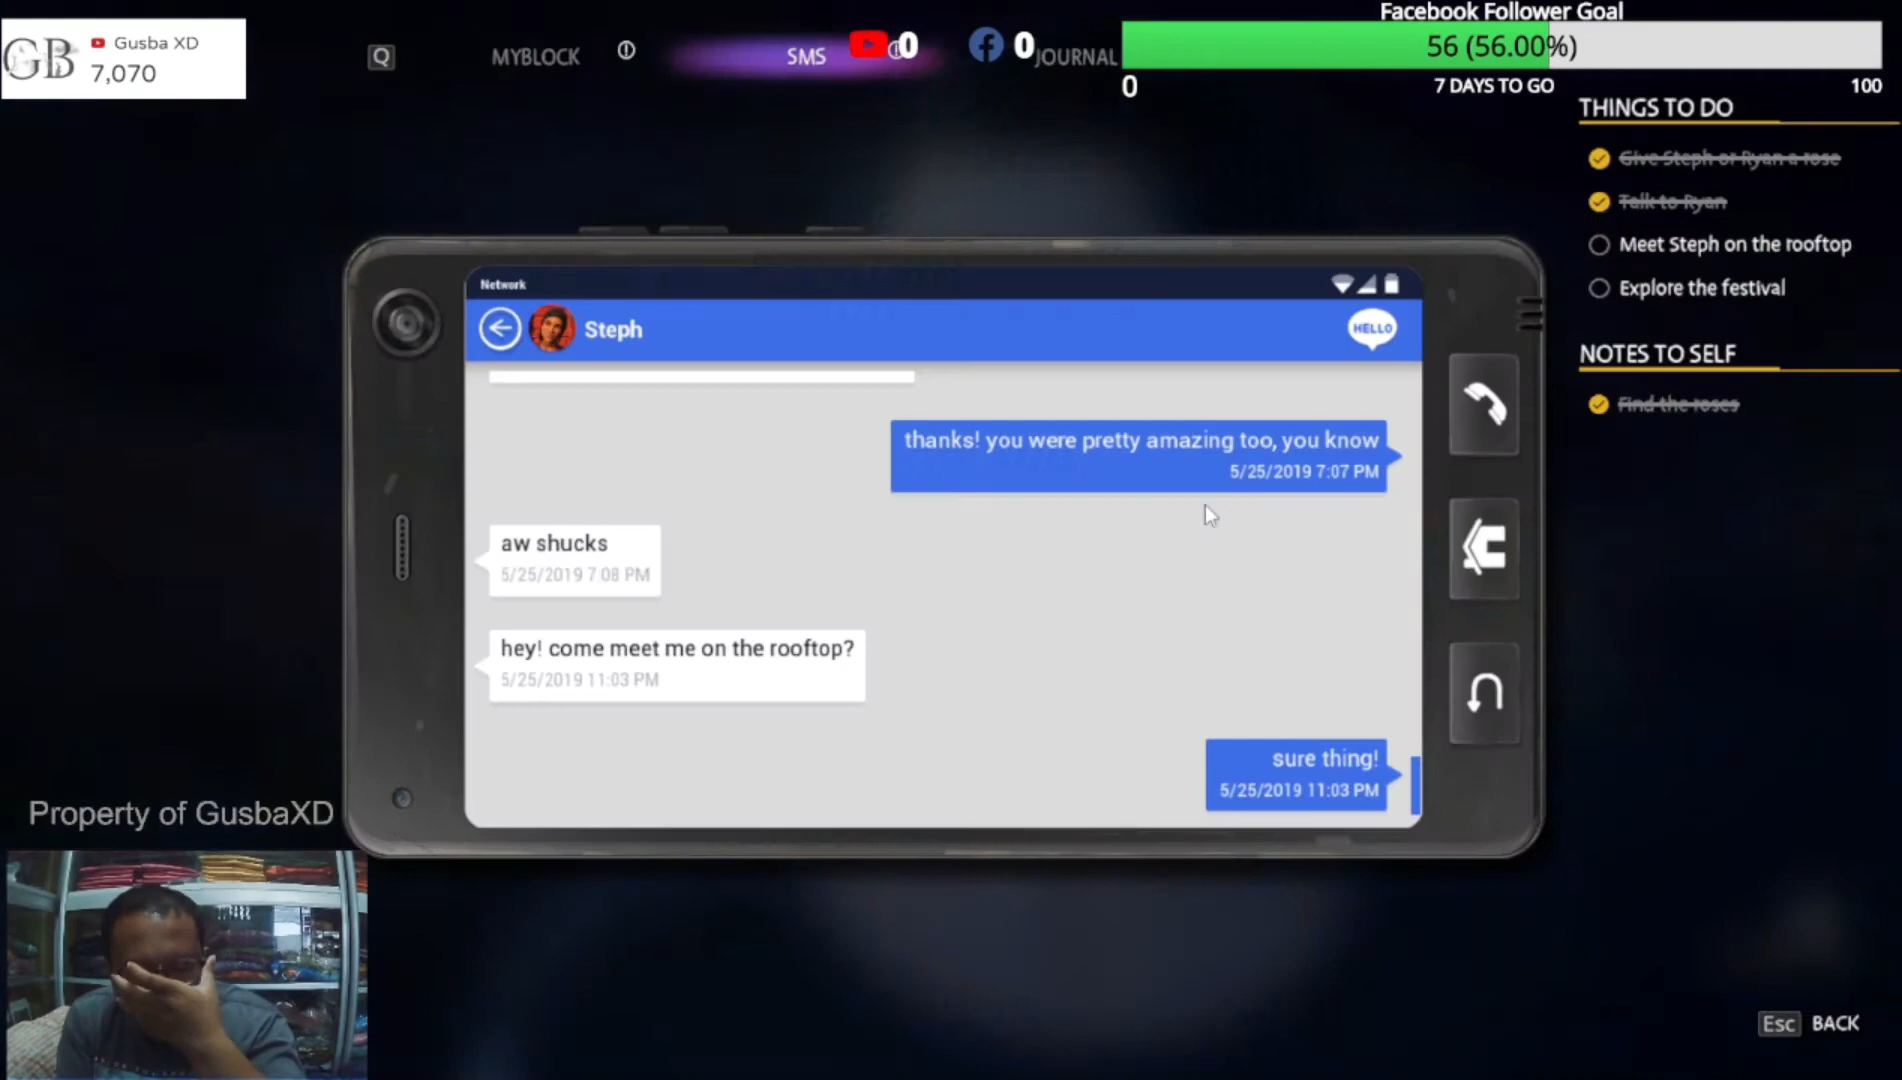 Facebook Follower Goal
56 (56.00%)
0 7 DAYS TO GO 100
GB Gusba XD
7,070
Q MYBLOCK SMS 0 0 JOURNAL
THINGS TO DO
Give Steph or Ryan a rose
Talk to Ryan
Meet Steph on the rooftop
Explore the festival
NOTES TO SELF
Find the roses
Network
Steph HELLO
thanks! you were pretty amazing too, you know
5/25/2019 7:07 PM
aw shucks
5/25/2019 7:08 PM
hey! come meet me on the rooftop?
5/25/2019 11:03 PM
sure thing!
5/25/2019 11:03 PM
Property of GusbaXD
Esc BACK